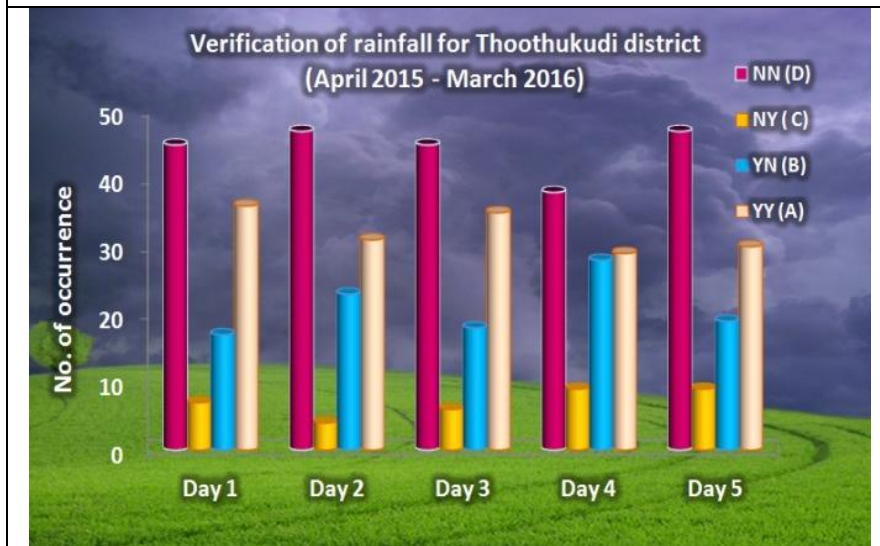 Verification of rainfall for Thoothukudi district
(April 2015 - March 2016)
NN (D)
NY ( C)
YN (B)
YY (A)
No. of occurrence
50
40
30
20
10
0
Day 1
Day 2
Day 3
Day 4
Day 5